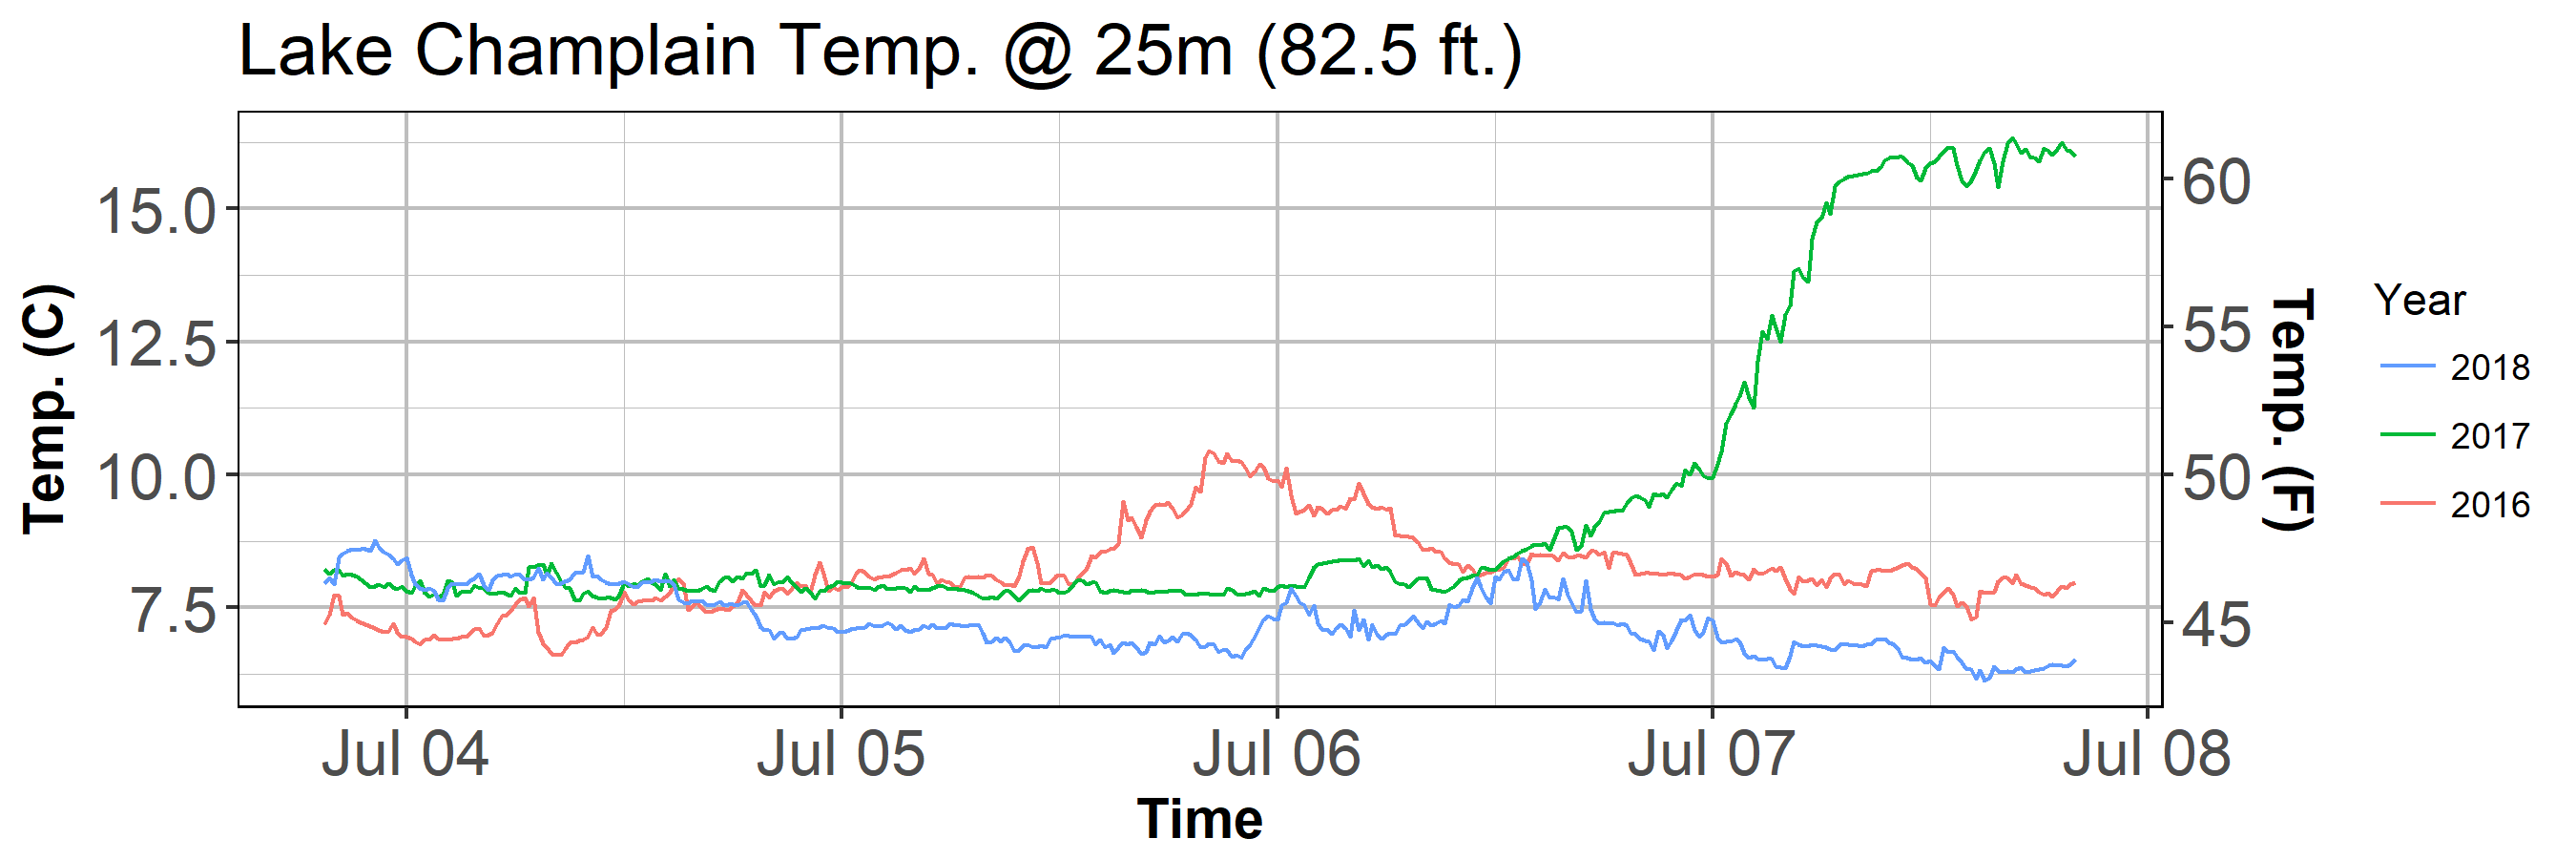 Lake Champlain Temp. @ 25m (82.5 ft.)
Temp. (C)
15.0
12.5
10.0
7.5
60
55
50
45
Temp. (F)
Jul 04 Jul 05 Jul 06 Jul 07 Jul 08
Time
Year
2018
2017
2016